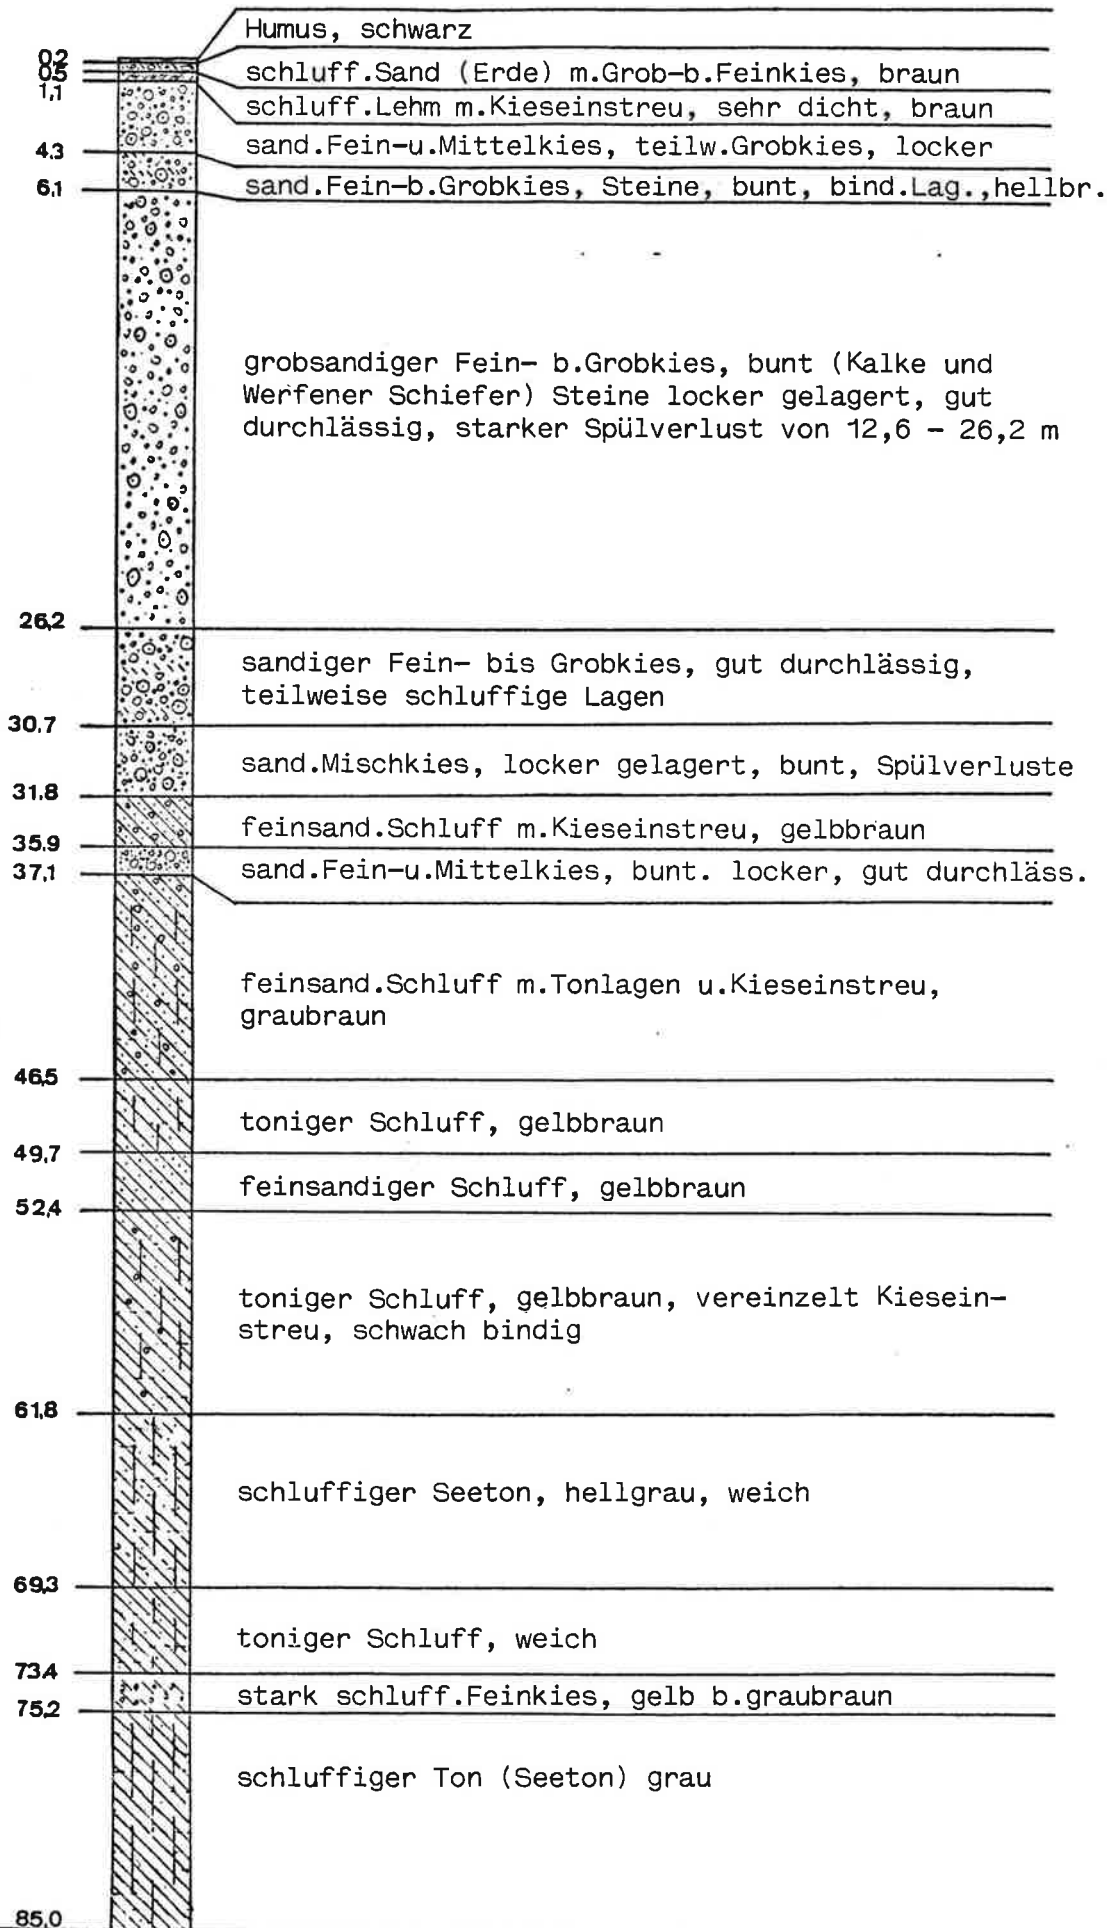 Humus, schwarz
0,2
schluff.Sand (Erde) m.Grob-b.Feinkies, braun
0,5
schluff.Lehm m.Kieseinstreu, sehr dicht, braun
1,1
sand.Fein-u.Mittelkies, teilw.Grobkies, locker
4,3
sand.Fein-b.Grobkies, Steine, bunt, bind.Lag.,hellbr.
6,1
grobsandiger Fein- b.Grobkies, bunt (Kalke und
Werfener Schiefer) Steine locker gelagert, gut
durchlässig, starker Spülverlust von 12,6 - 26,2 m
26,2
sandiger Fein- bis Grobkies, gut durchlässig,
teilweise schluffige Lagen
30,7
sand.Mischkies, locker gelagert, bunt, Spülverluste
31.8
feinsand.Schluff m.Kieseinstreu, gelbbraun
35,9
sand.Fein-u.Mittelkies, bunt. locker, gut durchläss.
37,1
feinsand.Schluff m.Tonlagen u.Kieseinstreu,
graubraun
46,5
toniger Schluff, gelbbraun
49,7
feinsandiger Schluff, gelbbraun
52,4
toniger Schluff, gelbbraun, vereinzelt Kiesein-
streu, schwach bindig
61,8
schluffiger Seeton, hellgrau, weich
69,3
toniger Schluff, weich
73,4
stark schluff.Feinkies, gelb b.graubraun
75,2
schluffiger Ton (Seeton) grau
85,0